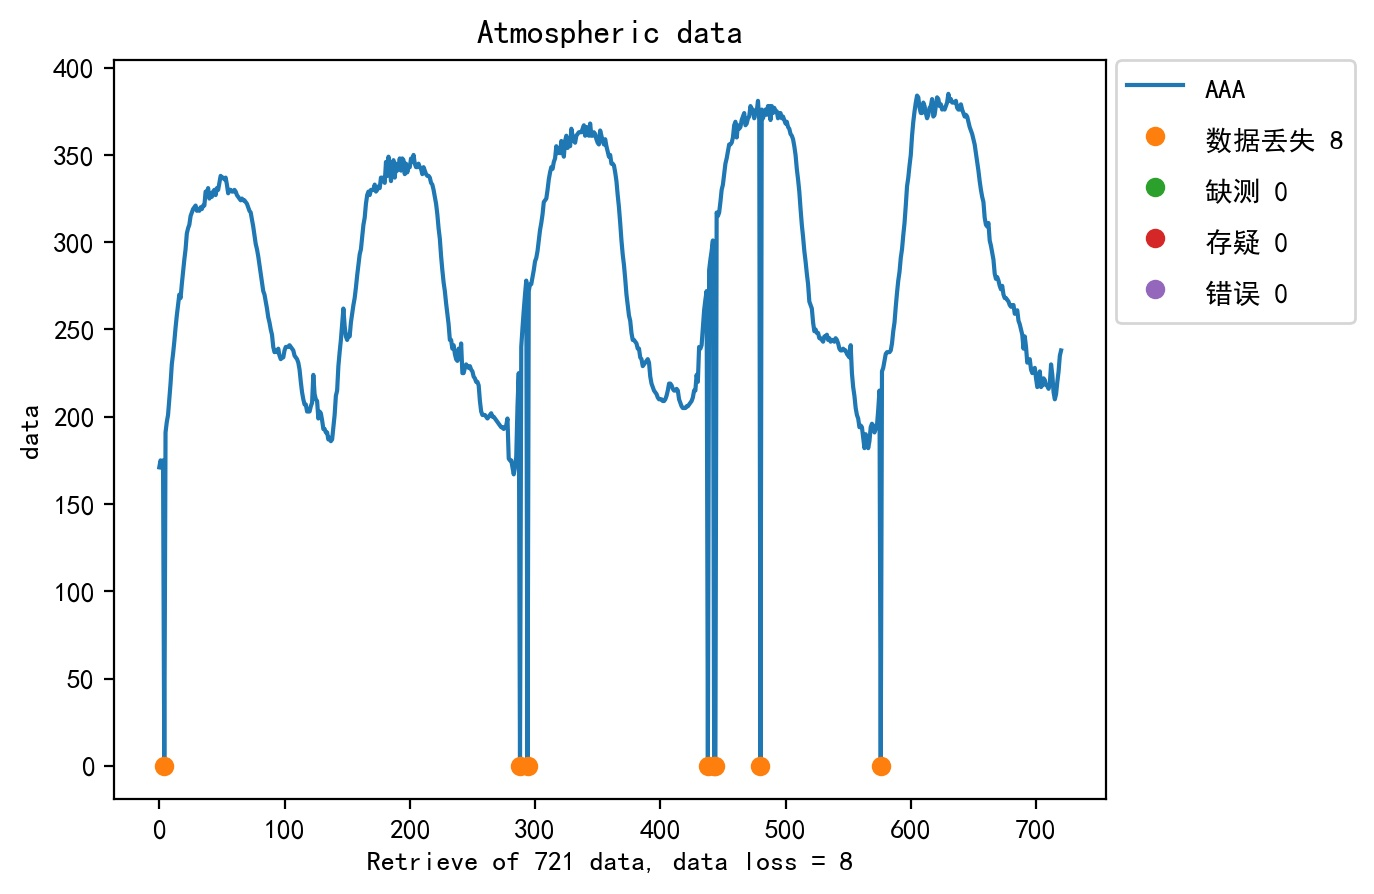 Atmospheric data
400
350
300
250
200
150
100
50
0
data
0 100 200 300 400 500 600 700
Retrieve of 721 data, data loss = 8
AAA
数据丢失 8
缺测 0
存疑 0
错误 0